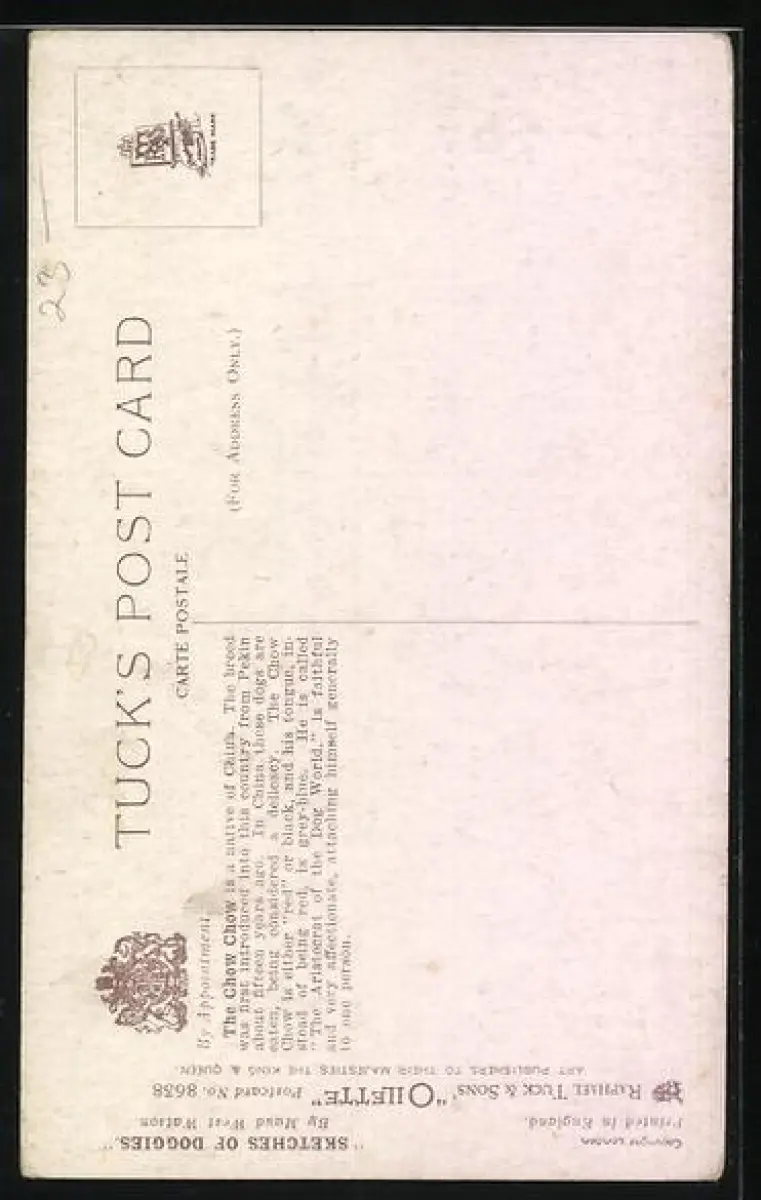 23 —
TRADE MARK
TUCK'S POST CARD
CARTE POSTALE
(FOR ADDRESS ONLY.)
By Appointment
The Chow Chow is a native of China. The breed
was first introduced into this country from Pekin
about fifteen years ago. In China these dogs are
eaten, being considered a delicacy. The Chow
Chow is either "red" or black, and his tongue, in-
stead of being red, is grey-blue. He is called
"The Aristocrat of the Dog World," is faithful
and very affectionate, attaching himself generally
to one person.
RAPHAEL TUCK & SONS' "OILETTE" Postcard No. 8638
ART PUBLISHERS TO THEIR MAJESTIES THE KING & QUEEN.
"SKETCHES OF DOGGIES."
By Maud West Watson.
Printed in England.
COPYRIGHT LONDON